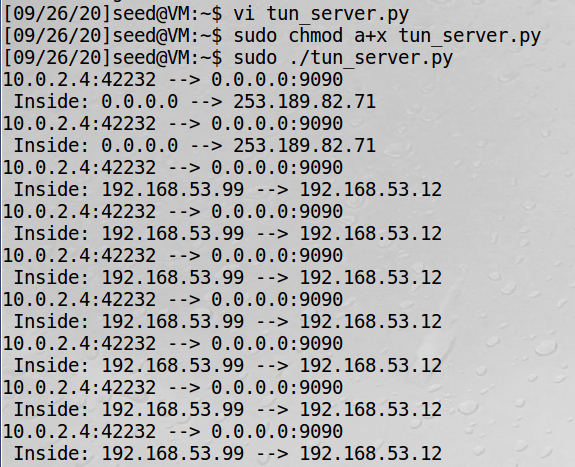 [09/26/20]seed@VM:~$ vi tun_server.py
[09/26/20]seed@VM:~$ sudo chmod a+x tun_server.py
[09/26/20]seed@VM:~$ sudo ./tun_server.py
10.0.2.4:42232 --> 0.0.0.0:9090
 Inside: 0.0.0.0 --> 253.189.82.71
10.0.2.4:42232 --> 0.0.0.0:9090
 Inside: 0.0.0.0 --> 253.189.82.71
10.0.2.4:42232 --> 0.0.0.0:9090
 Inside: 192.168.53.99 --> 192.168.53.12
10.0.2.4:42232 --> 0.0.0.0:9090
 Inside: 192.168.53.99 --> 192.168.53.12
10.0.2.4:42232 --> 0.0.0.0:9090
 Inside: 192.168.53.99 --> 192.168.53.12
10.0.2.4:42232 --> 0.0.0.0:9090
 Inside: 192.168.53.99 --> 192.168.53.12
10.0.2.4:42232 --> 0.0.0.0:9090
 Inside: 192.168.53.99 --> 192.168.53.12
10.0.2.4:42232 --> 0.0.0.0:9090
 Inside: 192.168.53.99 --> 192.168.53.12
10.0.2.4:42232 --> 0.0.0.0:9090
 Inside: 192.168.53.99 --> 192.168.53.12